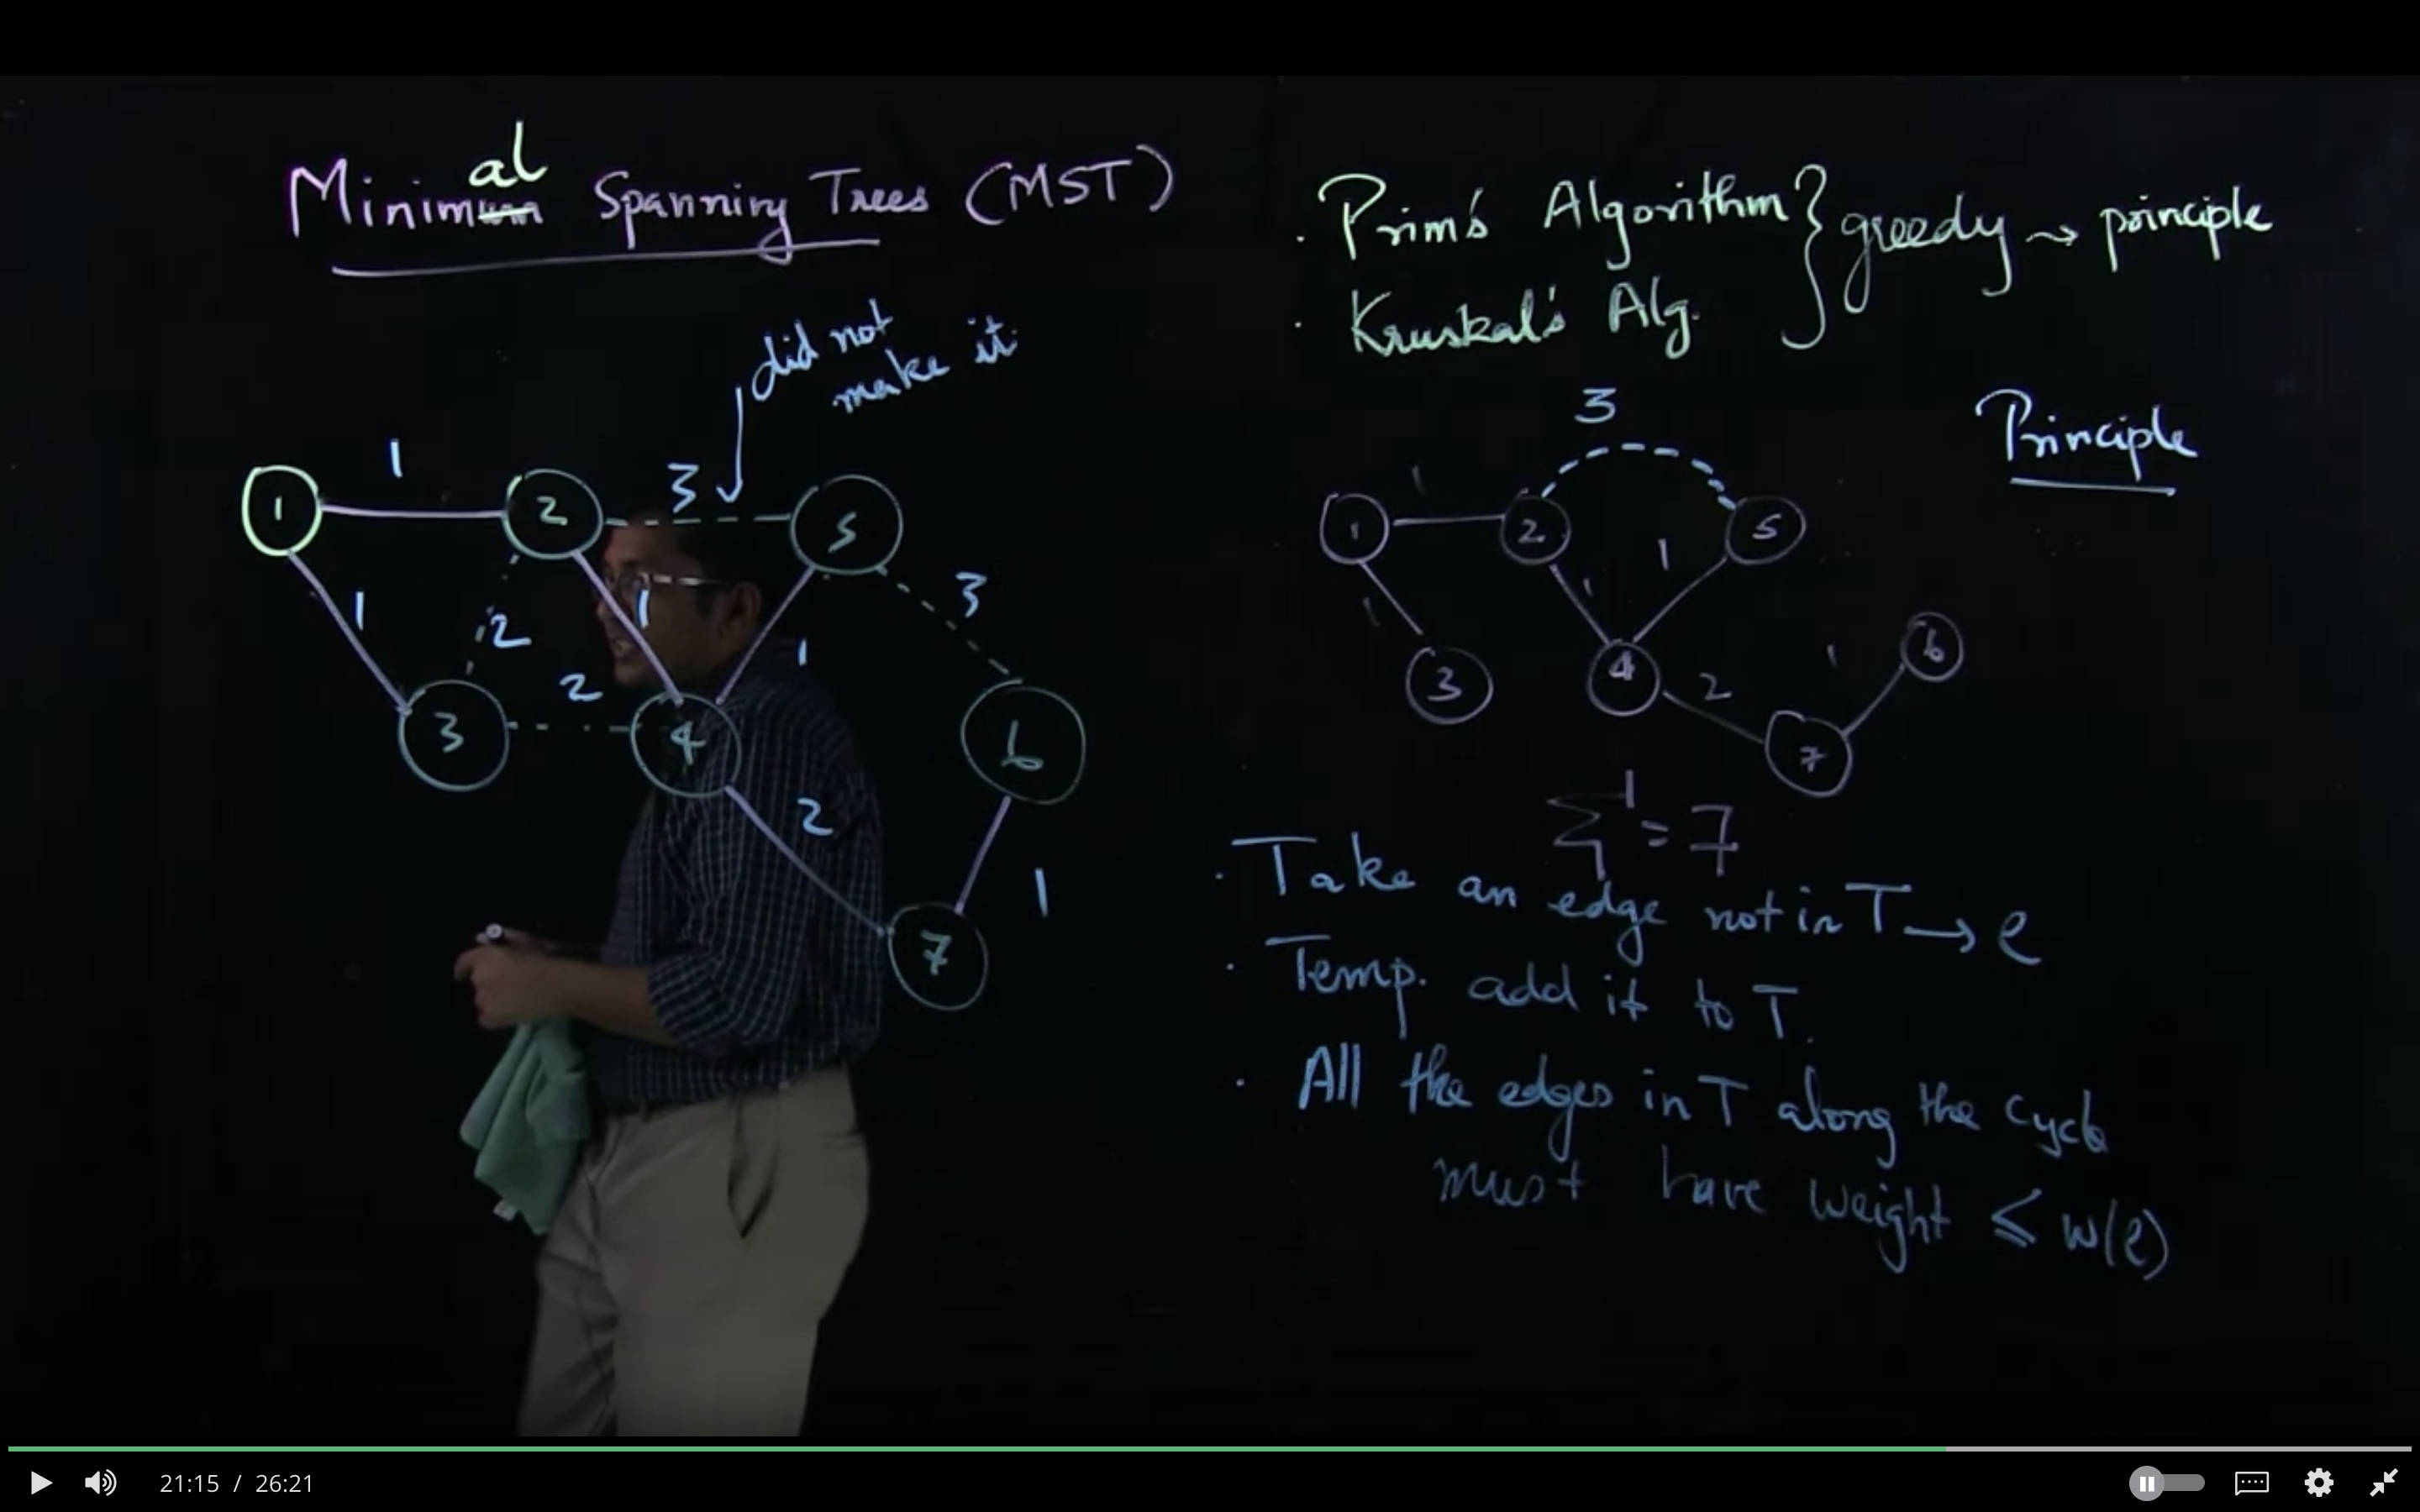 Minimum al Spanning Trees (MST)
did not
make it
1
1
2
3
5
1
2
1
1
3
2
3
4
6
2
1
7
· Prim's Algorithm } greedy → principle
· Kruskal's Alg.
Principle
3
1
1
2
5
1
1
1
3
4
2
1
6
7
Σ = 7
· Take an edge not in T → e
· Temp. add it to T.
· All the edges in T along the cycle
must have weight ≤ w(e)
21:15 / 26:21